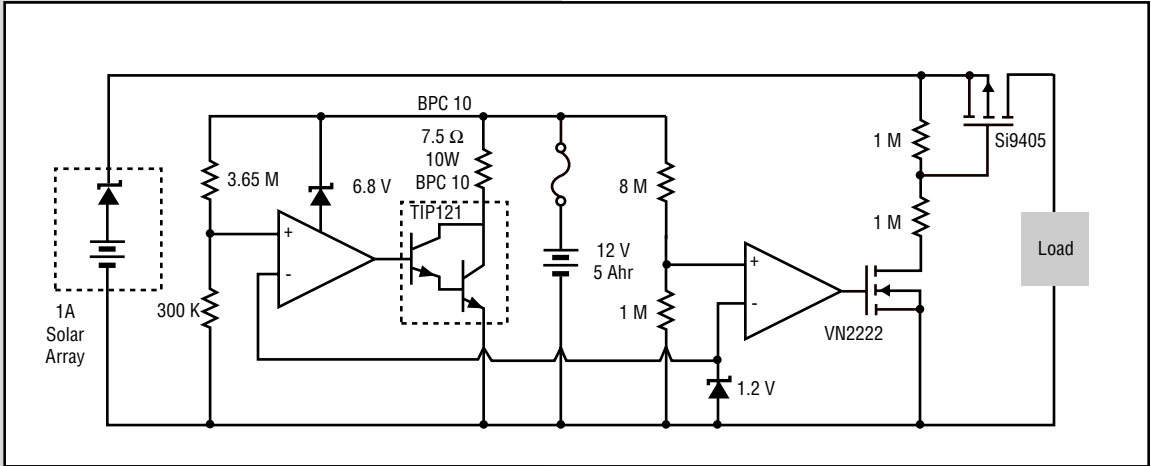 BPC 10
7.5 Ω
10W
BPC 10
TIP121
3.65 M
6.8 V
300 K
+
-
1A
Solar
Array
12 V
5 Ahr
8 M
1 M
+
-
1.2 V
1 M
1 M
Si9405
VN2222
Load